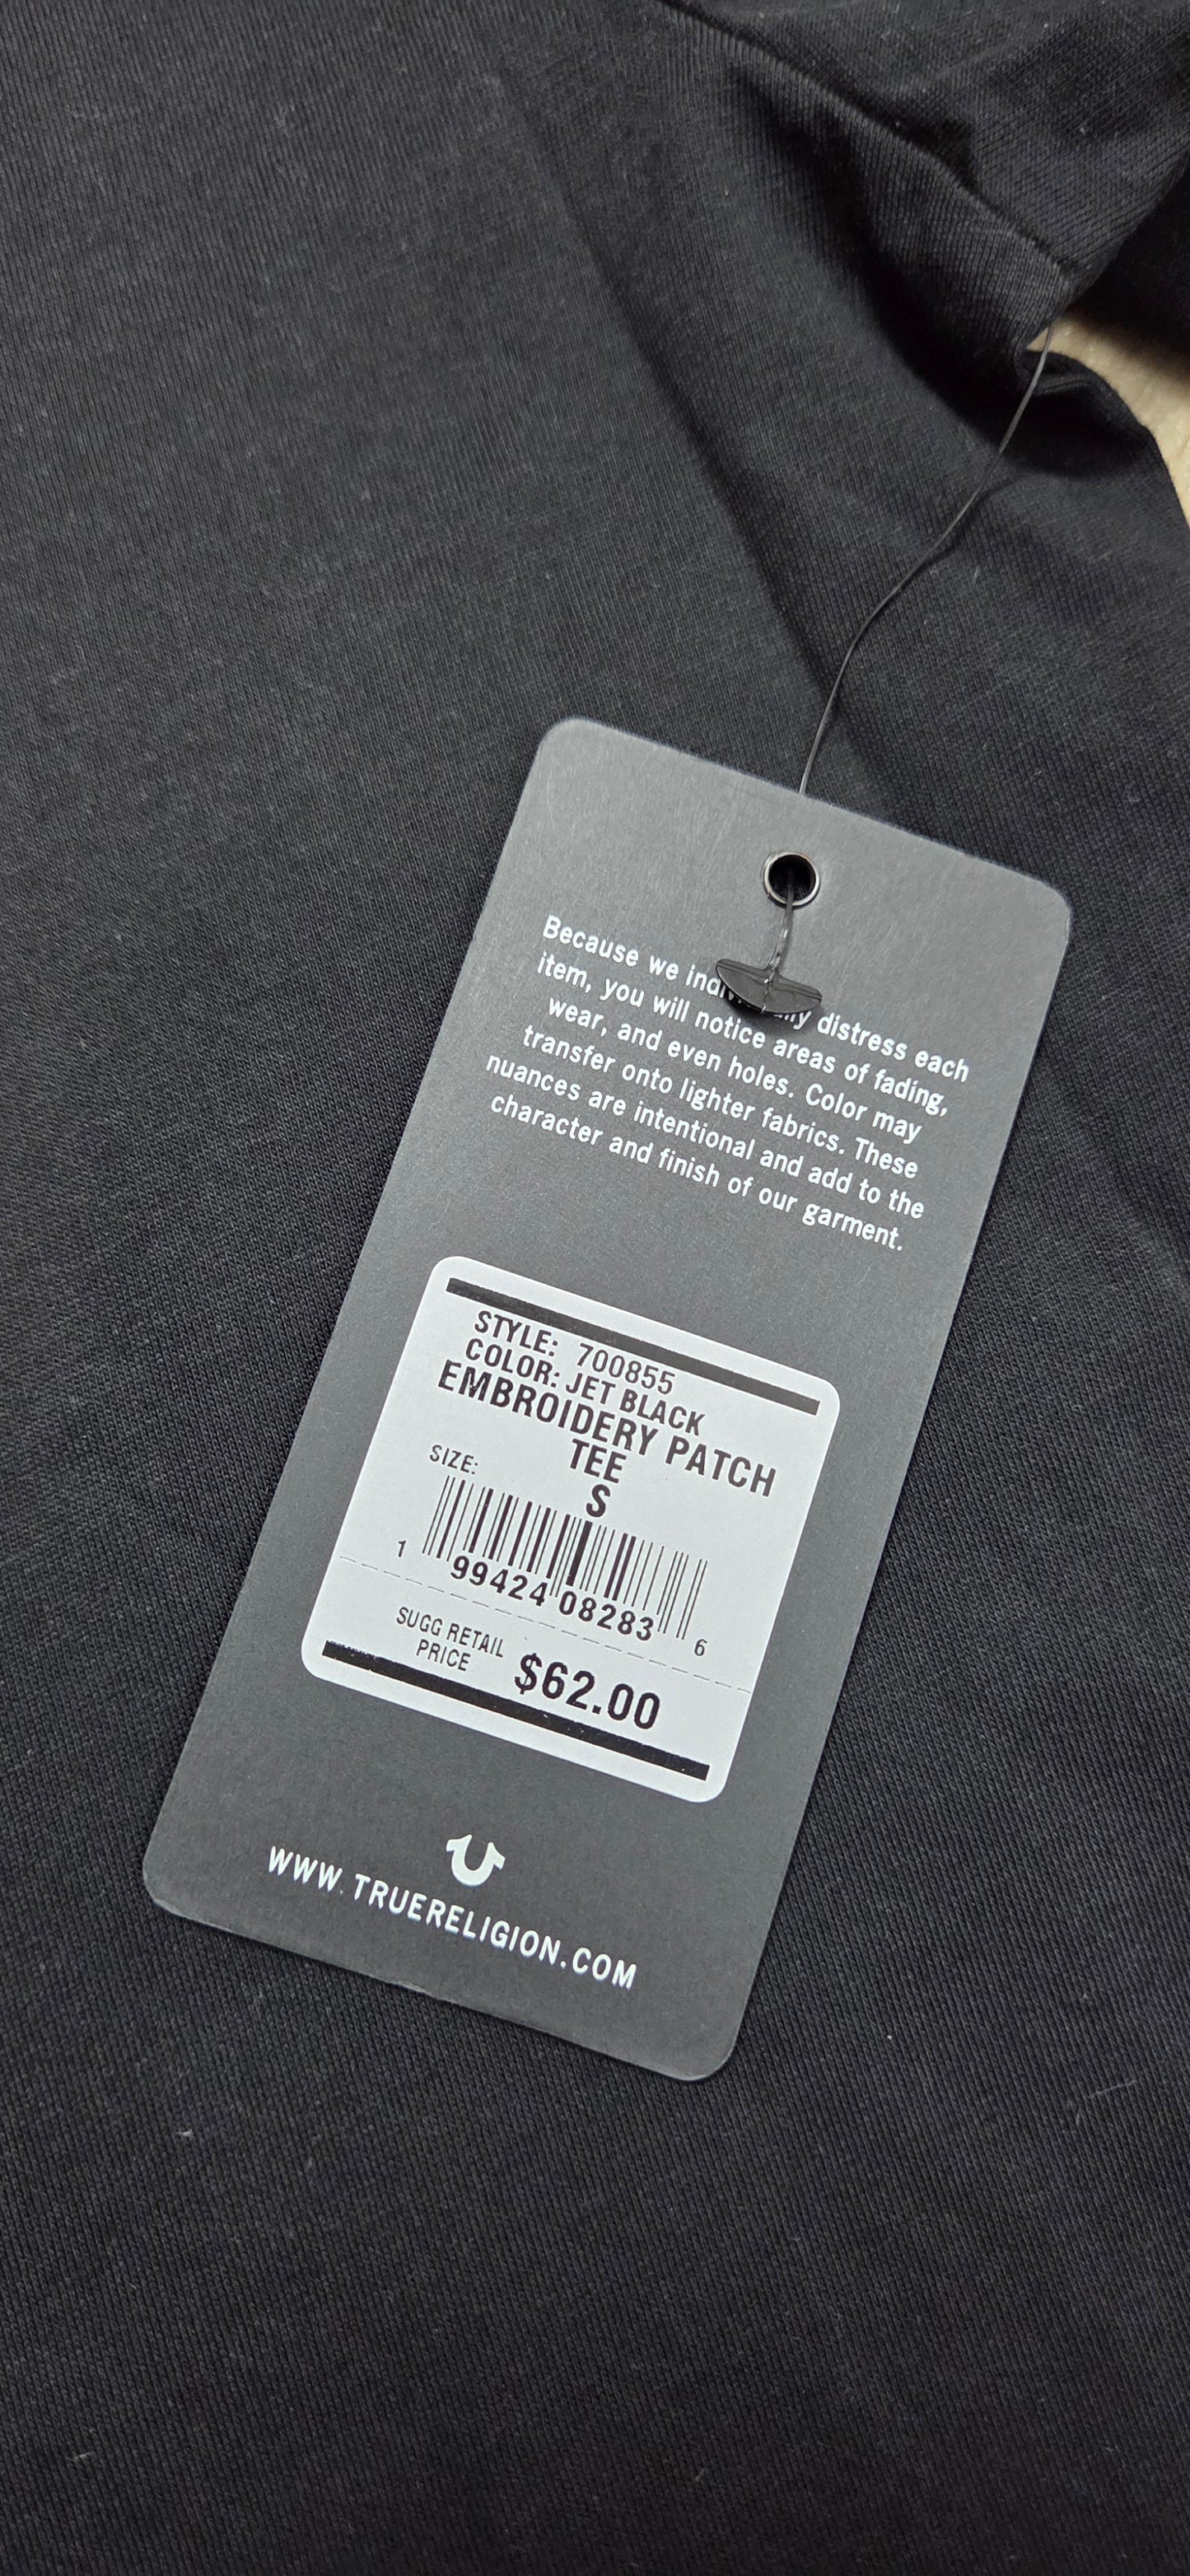 Because we individually distress each
item, you will notice areas of fading,
wear, and even holes. Color may
transfer onto lighter fabrics. These
nuances are intentional and add to the
character and finish of our garment.
STYLE: 700855
COLOR: JET BLACK
EMBROIDERY PATCH
TEE
SIZE:
S
1 99424 08283 6
SUGG RETAIL
PRICE
$62.00
WWW.TRUERELIGION.COM